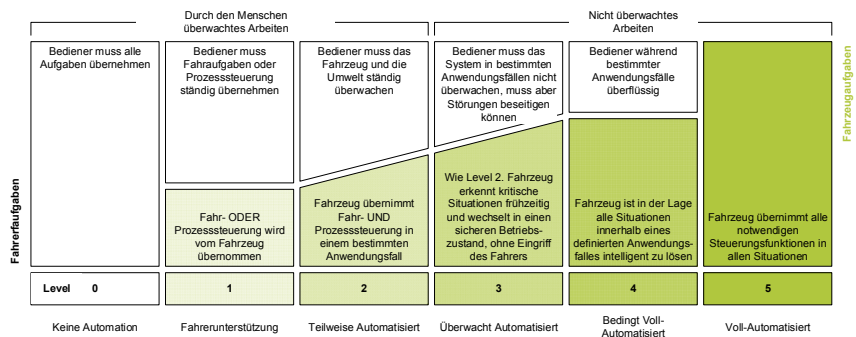 Durch den Menschen
überwachtes Arbeiten
Nicht überwachtes
Arbeiten
Bediener muss alle
Aufgaben übernehmen
Bediener muss
Fahraufgaben oder
Prozesssteuerung
ständig übernehmen
Bediener muss das
Fahrzeug und die
Umwelt ständig
überwachen
Bediener muss das
System in bestimmten
Anwendungsfällen nicht
überwachen, muss aber
Störungen beseitigen
können
Bediener während
bestimmter
Anwendungsfälle
überflüssig
Fahrzeugaufgaben
Fahrerfaufgaben
Fahr- ODER
Prozesssteuerung wird
vom Fahrzeug
übernommen
Fahrzeug übernimmt
Fahr- UND
Prozesssteuerung in
einem bestimmten
Anwendungsfall
Wie Level 2. Fahrzeug
erkennt kritische
Situationen frühzeitig
und wechselt in einen
sicheren Betriebs-
zustand, ohne Eingriff
des Fahrers
Fahrzeug ist in der Lage
alle Situationen
innerhalb eines
definierten Anwendungs-
falles intelligent zu lösen
Fahrzeug übernimmt alle
notwendigen
Steuerungsfunktionen in
allen Situationen
Level 0 1 2 3 4 5
Keine Automation
Fahrerunterstützung
Teilweise Automatisiert
Überwacht Automatisiert
Bedingt Voll-
Automatisiert
Voll-Automatisiert